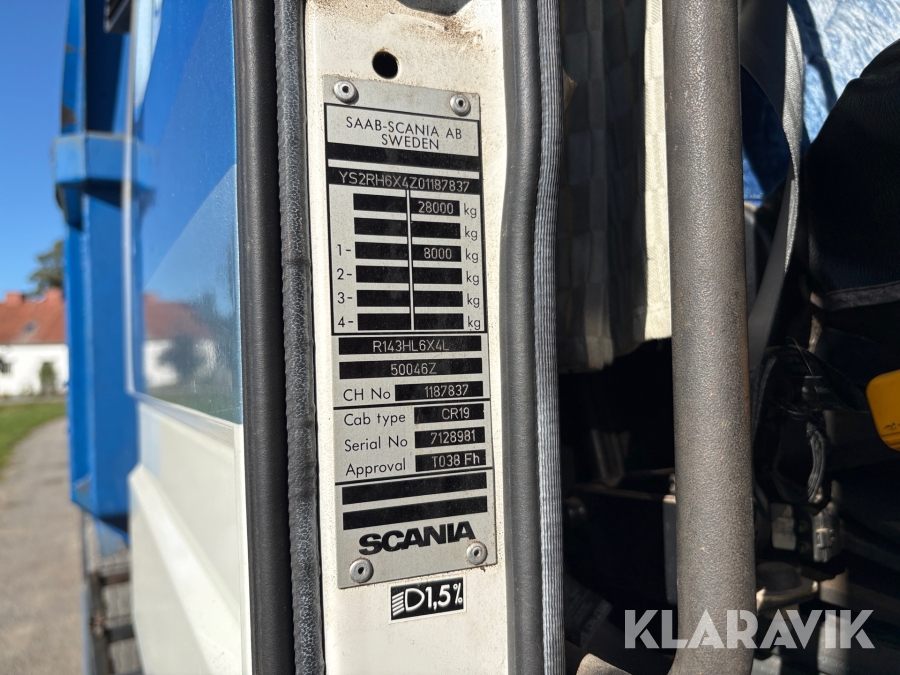 SAAB-SCANIA AB
SWEDEN
YS2RH6X4Z01187837
28000 kg
kg
1- 8000 kg
2- kg
3- kg
4- kg
R143HL6X4L
50046Z
CH No 1187837
Cab type CR19
Serial No 7128981
Approval T038 Fh
SCANIA
1,5%
KLARAVIK